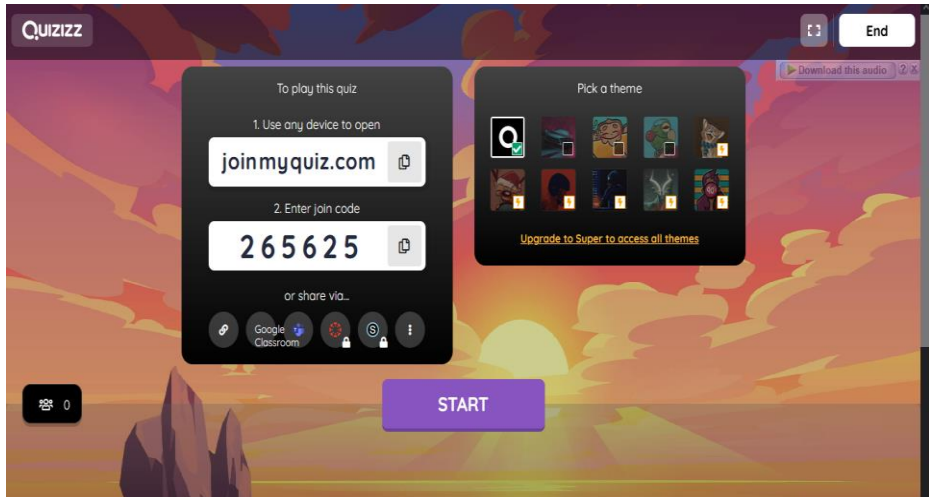 Quizizz
End
Download this audio ? X
To play this quiz
1. Use any device to open
joinmyquiz.com
2. Enter join code
265625
or share via...
Google
Classroom
S
Pick a theme
Q
Upgrade to Super to access all themes
0
START